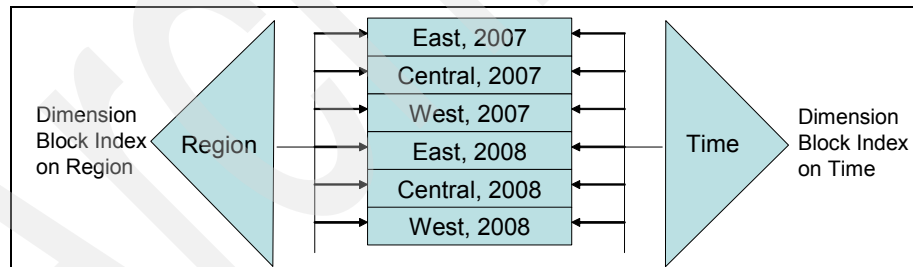 Dimension
Block Index
on Region
Region
East, 2007
Central, 2007
West, 2007
East, 2008
Central, 2008
West, 2008
Time
Dimension
Block Index
on Time